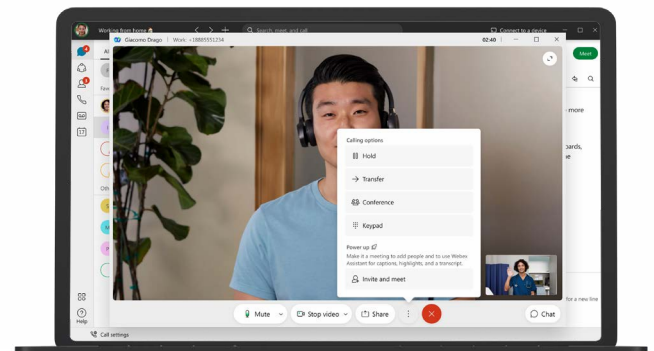 Working from home
Search, meet, and call
Connect to a device
Giacomo Drago | Work: +18885551234
02:40
Meet
more
Calling options
Hold
Transfer
Conference
Keypad
Power up
Make it a meeting to add people and to use Webex
Assistant for captions, highlights, and a transcript.
Invite and meet
for a new line
Mute
Stop video
Share
Chat
Help
Call settings